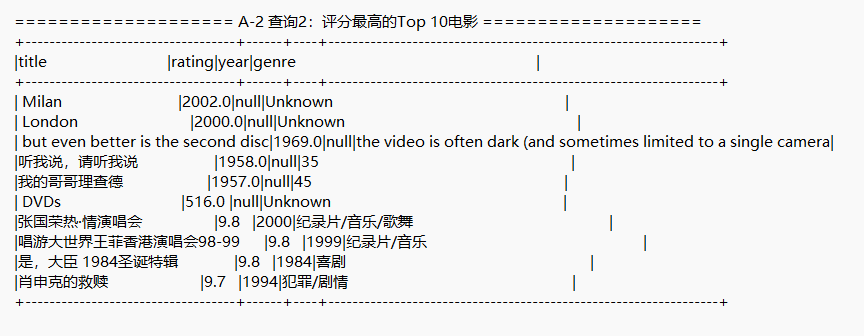 ==================== A-2 查询2：评分最高的Top 10电影 ====================
+-----------------------------------+------+----+----------------------------------------------------------------+
|title |rating|year|genre |
+-----------------------------------+------+----+----------------------------------------------------------------+
| Milan |2002.0|null|Unknown |
| London |2000.0|null|Unknown |
| but even better is the second disc|1969.0|null|the video is often dark (and sometimes limited to a single camera|
|听我说，请听我说 |1958.0|null|35 |
|我的哥哥理查德 |1957.0|null|45 |
| DVDs |516.0 |null|Unknown |
|张国荣热·情演唱会 |9.8 |2000|纪录片/音乐/歌舞 |
|唱游大世界王菲香港演唱会98-99 |9.8 |1999|纪录片/音乐 |
|是，大臣 1984圣诞特辑 |9.8 |1984|喜剧 |
|肖申克的救赎 |9.7 |1994|犯罪/剧情 |
+-----------------------------------+------+----+----------------------------------------------------------------+